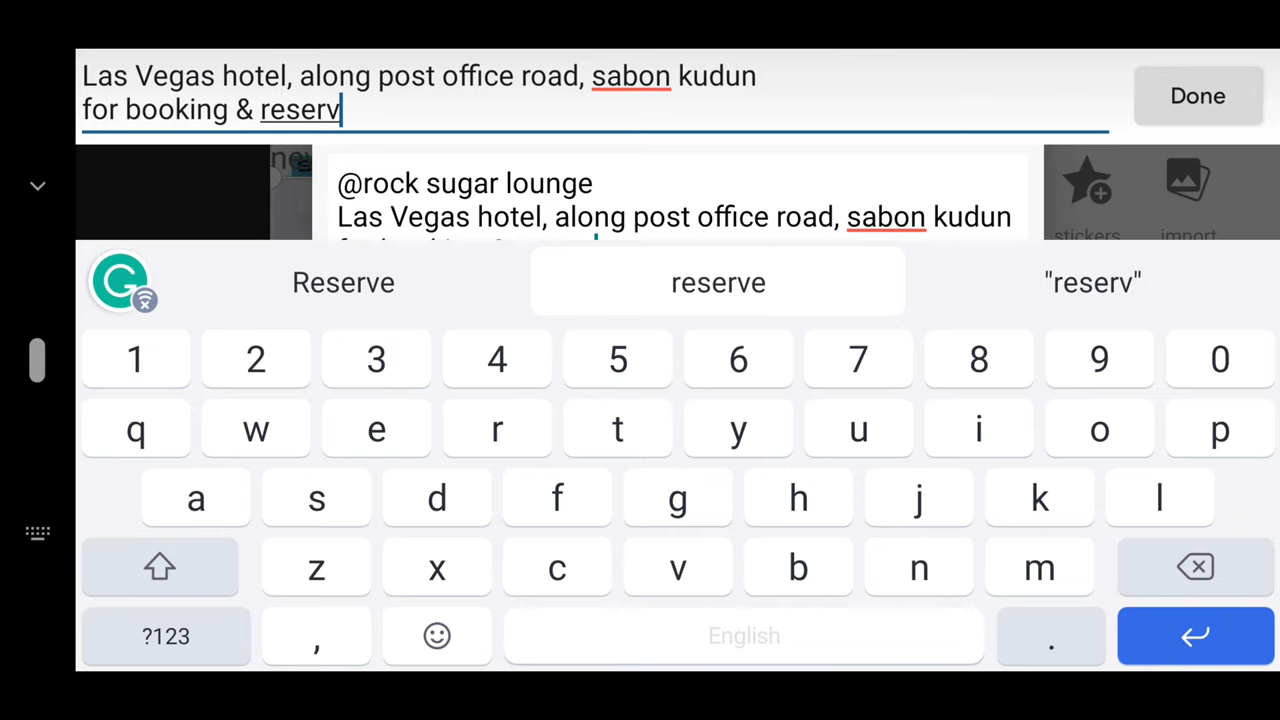 Las Vegas hotel, along post office road, sabon kudun
for booking & reserv
Done
@rock sugar lounge
Las Vegas hotel, along post office road, sabon kudun
stickers import
Reserve reserve "reserv"
1 2 3 4 5 6 7 8 9 0
q w e r t y u i o p
a s d f g h j k l
z x c v b n m
?123 , English .